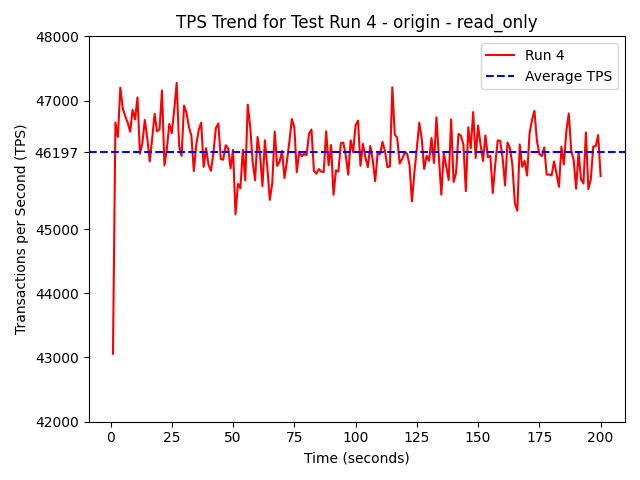 TPS Trend for Test Run 4 - origin - read_only
Run 4
Average TPS
Transactions per Second (TPS)
48000
47000
46197
45000
44000
43000
42000
0 25 50 75 100 125 150 175 200
Time (seconds)